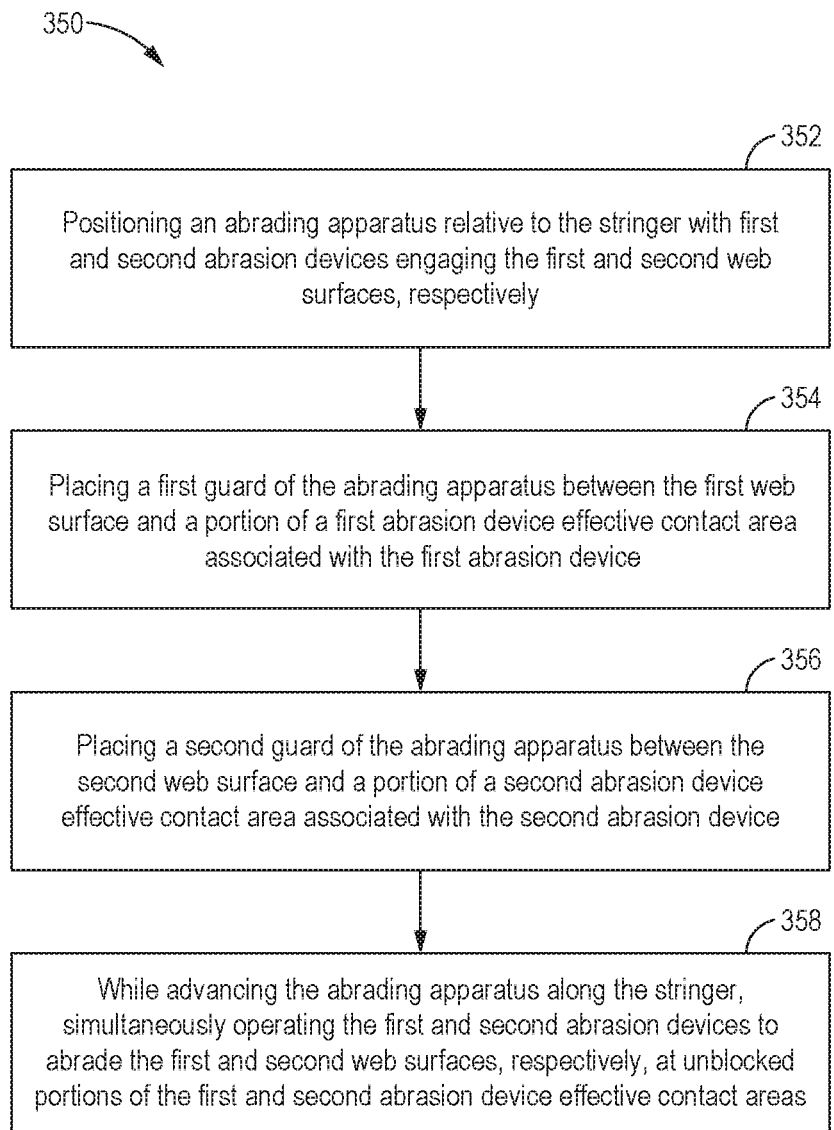 350
352
Positioning an abrading apparatus relative to the stringer with first
and second abrasion devices engaging the first and second web
surfaces, respectively
354
Placing a first guard of the abrading apparatus between the first web
surface and a portion of a first abrasion device effective contact area
associated with the first abrasion device
356
Placing a second guard of the abrading apparatus between the
second web surface and a portion of a second abrasion device
effective contact area associated with the second abrasion device
358
While advancing the abrading apparatus along the stringer,
simultaneously operating the first and second abrasion devices to
abrade the first and second web surfaces, respectively, at unblocked
portions of the first and second abrasion device effective contact areas